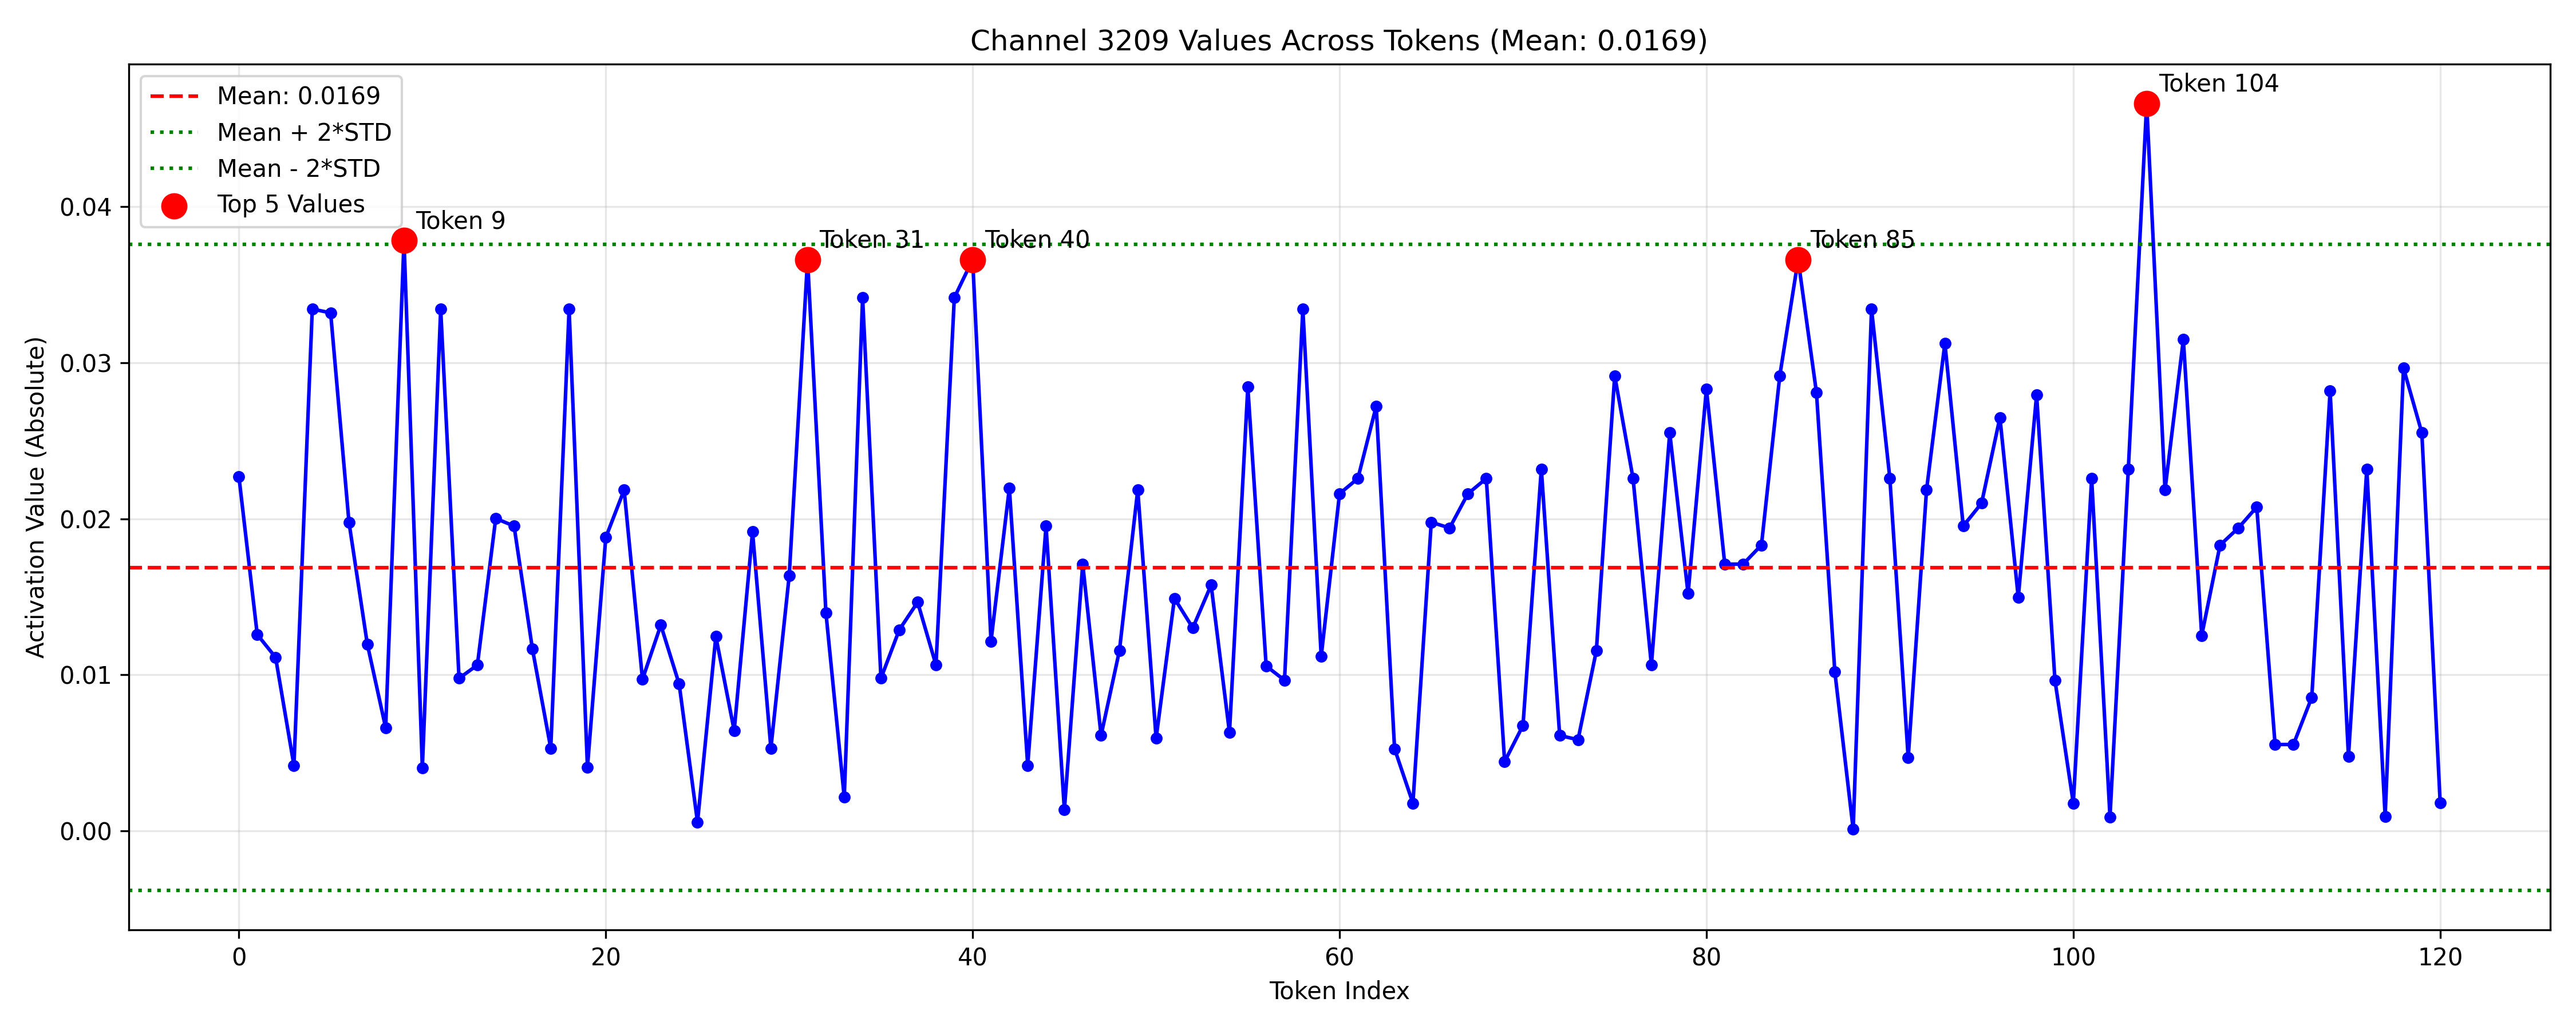 Channel 3209 Values Across Tokens (Mean: 0.0169)
Mean: 0.0169
Mean + 2*STD
Mean - 2*STD
Top 5 Values
Token 104
Token 9
Token 31
Token 40
Token 85
Activation Value (Absolute)
0.04
0.03
0.02
0.01
0.00
0 20 40 60 80 100 120
Token Index